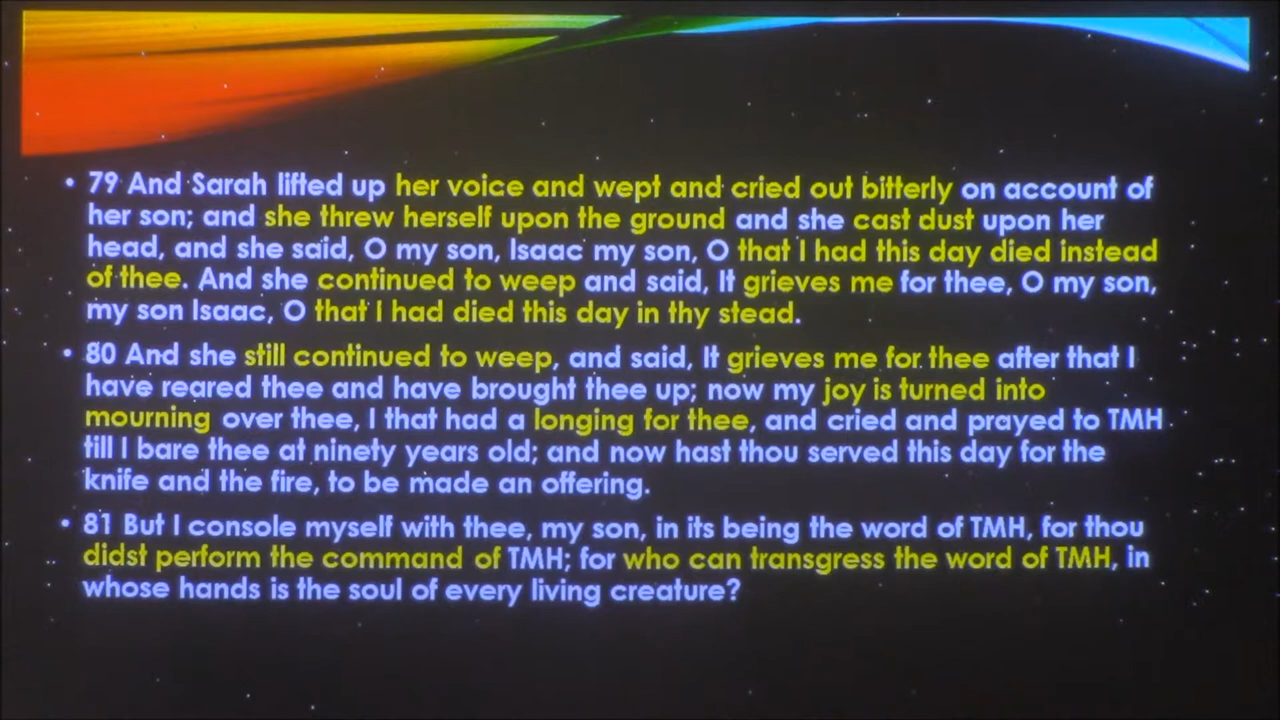 • 79 And Sarah lifted up her voice and wept and cried out bitterly on account of
her son; and she threw herself upon the ground and she cast dust upon her
head, and she said, O my son, Isaac my son, O that I had this day died instead
of thee. And she continued to weep and said, It grieves me for thee, O my son,
my son Isaac, O that I had died this day in thy stead.
• 80 And she still continued to weep, and said, It grieves me for thee after that I
have reared thee and have brought thee up; now my joy is turned into
mourning over thee, I that had a longing for thee, and cried and prayed to TMH
till I bare thee at ninety years old; and now hast thou served this day for the
knife and the fire, to be made an offering.
• 81 But I console myself with thee, my son, in its being the word of TMH, for thou
didst perform the command of TMH; for who can transgress the word of TMH, in
whose hands is the soul of every living creature?